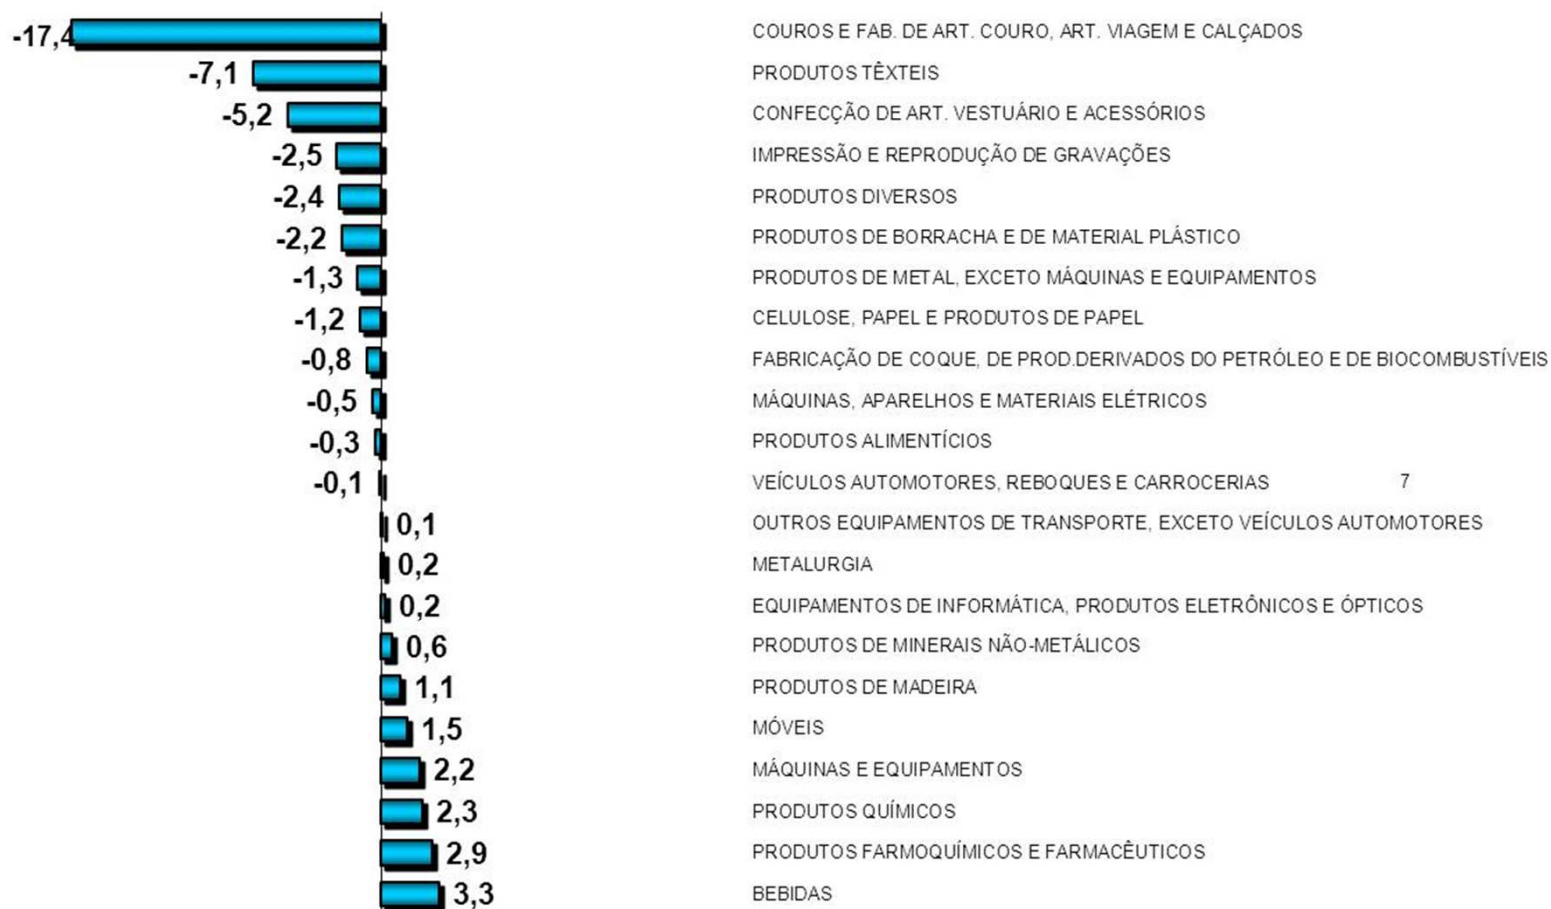 -17,4 COUROS E FAB. DE ART. COURO, ART. VIAGEM E CALÇADOS
-7,1 PRODUTOS TÊXTEIS
-5,2 CONFECÇÃO DE ART. VESTUÁRIO E ACESSÓRIOS
-2,5 IMPRESSÃO E REPRODUÇÃO DE GRAVAÇÕES
-2,4 PRODUTOS DIVERSOS
-2,2 PRODUTOS DE BORRACHA E DE MATERIAL PLÁSTICO
-1,3 PRODUTOS DE METAL, EXCETO MÁQUINAS E EQUIPAMENTOS
-1,2 CELULOSE, PAPEL E PRODUTOS DE PAPEL
-0,8 FABRICAÇÃO DE COQUE, DE PROD.DERIVADOS DO PETRÓLEO E DE BIOCOMBUSTÍVEIS
-0,5 MÁQUINAS, APARELHOS E MATERIAIS ELÉTRICOS
-0,3 PRODUTOS ALIMENTÍCIOS
-0,1 VEÍCULOS AUTOMOTORES, REBOQUES E CARROCERIAS 7
0,1 OUTROS EQUIPAMENTOS DE TRANSPORTE, EXCETO VEÍCULOS AUTOMOTORES
0,2 METALURGIA
0,2 EQUIPAMENTOS DE INFORMÁTICA, PRODUTOS ELETRÔNICOS E ÓPTICOS
0,6 PRODUTOS DE MINERAIS NÃO-METÁLICOS
1,1 PRODUTOS DE MADEIRA
1,5 MÓVEIS
2,2 MÁQUINAS E EQUIPAMENTOS
2,3 PRODUTOS QUÍMICOS
2,9 PRODUTOS FARMOQUÍMICOS E FARMACÊUTICOS
3,3 BEBIDAS